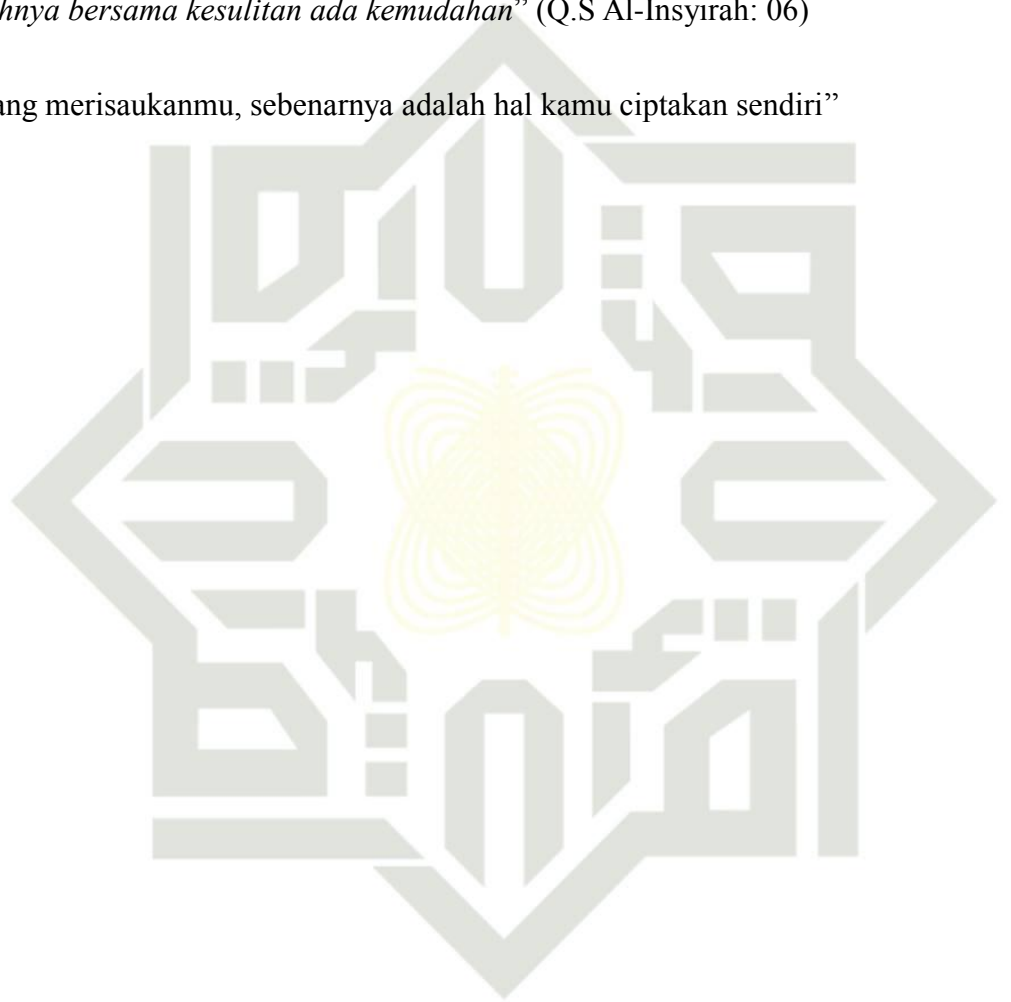 hnya bersama kesulitan ada kemudahan” (Q.S Al-Insyirah: 06)
ang merisaukanmu, sebenarnya adalah hal kamu ciptakan sendiri”